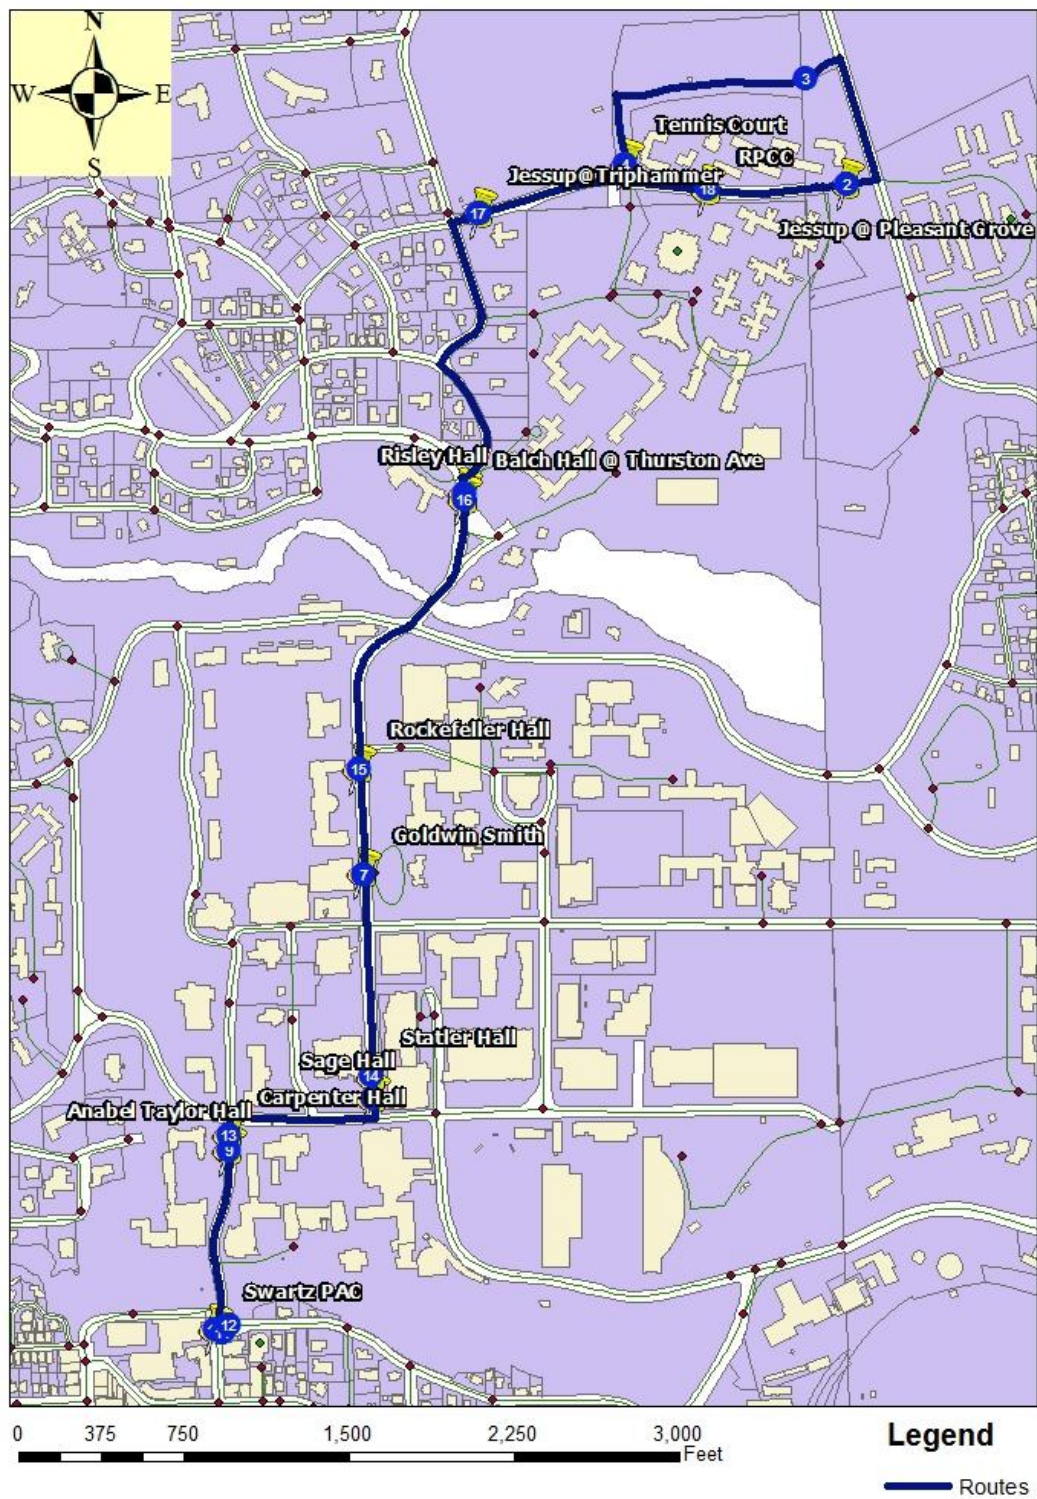 N
W E
S
3
Tennis Court
RPCC
Jessup@Triphammer
18
2
17
Jessup @ Pleasant Grove
Risley Hall
Balch Hall @ Thurston Ave
16
Rockefeller Hall
15
Goldwin Smith
7
Statler Hall
Sage Hall
14
Carpenter Hall
Anabel Taylor Hall
13
9
Swartz PAC
12
0 375 750 1,500 2,250 3,000
Feet
Legend
Routes